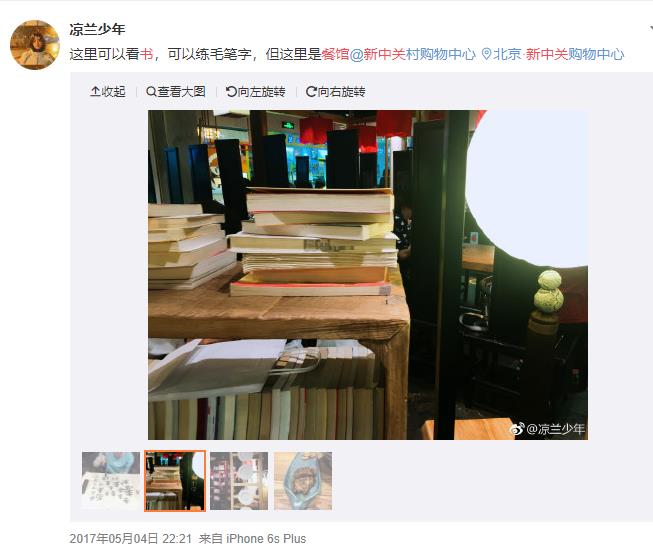 凉兰少年
这里可以看书，可以练毛笔字，但这里是餐馆@新中关村购物中心 北京·新中关购物中心
收起 查看大图 向左旋转 向右旋转
@凉兰少年
2017年05月04日 22:21 来自 iPhone 6s Plus